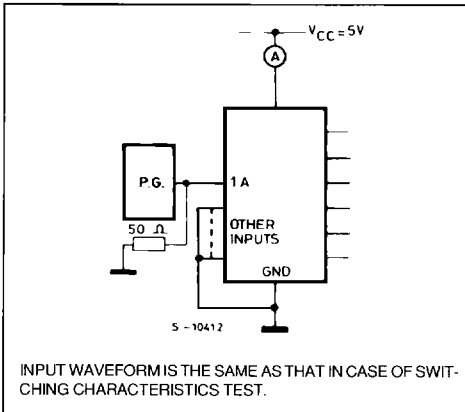 V CC = 5V
A
P.G.
1 A
50 Ω
OTHER
INPUTS
GND
S - 10412
INPUT WAVEFORM IS THE SAME AS THAT IN CASE OF SWIT-
CHING CHARACTERISTICS TEST.